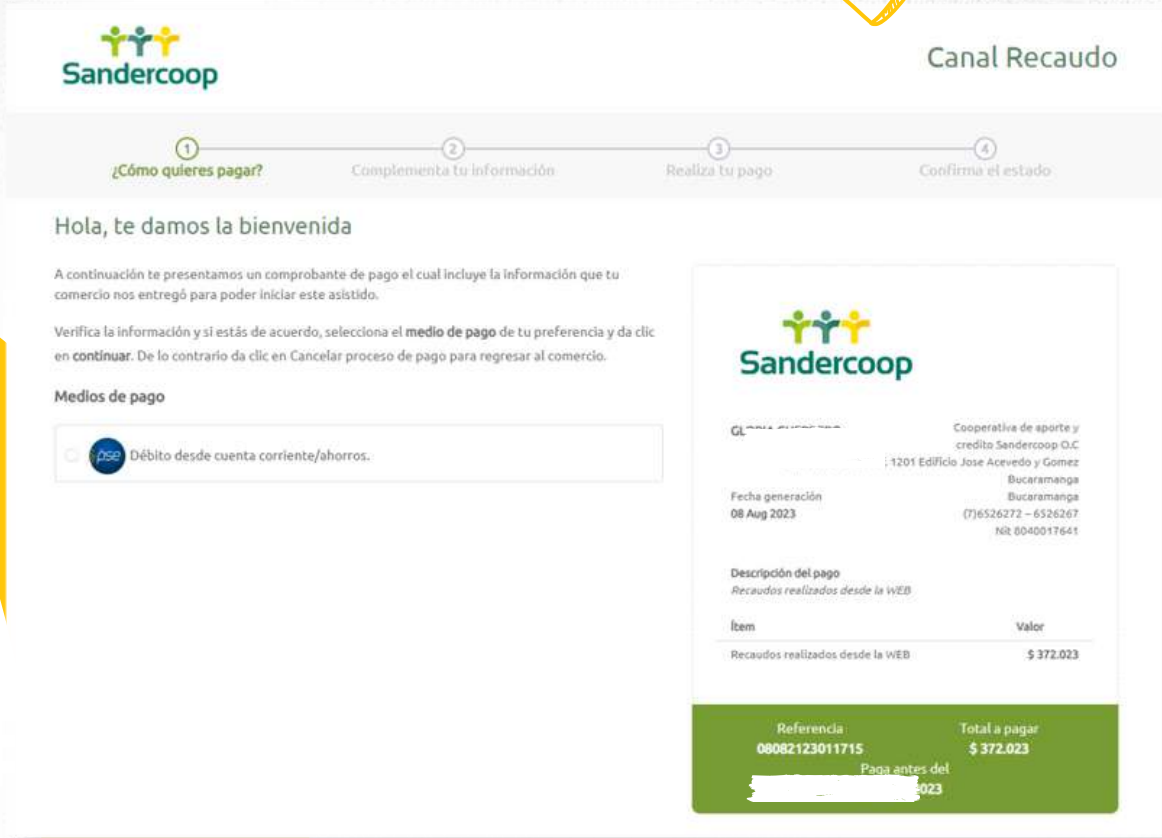 Sandercoop
Canal Recaudo
1
¿Cómo quieres pagar?
2
Complementa tu información
3
Realiza tu pago
4
Confirma el estado
Hola, te damos la bienvenida
A continuación te presentamos un comprobante de pago el cual incluye la información que tu
comercio nos entregó para poder iniciar este asistido.
Verifica la información y si estás de acuerdo, selecciona el medio de pago de tu preferencia y da clic
en continuar. De lo contrario da clic en Cancelar proceso de pago para regresar al comercio.
Medios de pago
pse Débito desde cuenta corriente/ahorros.
Sandercoop
Cooperativa de aporte y
credito Sandercoop O.C
1201 Edificio Jose Acevedo y Gomez
Bucaramanga
Fecha generación
Bucaramanga
08 Aug 2023
(7)6526272 – 6526267
Nit 8040017641
Descripción del pago
Recaudos realizados desde la WEB
Ítem Valor
Recaudos realizados desde la WEB $ 372.023
Referencia Total a pagar
08082123011715 $ 372.023
Paga antes del
023